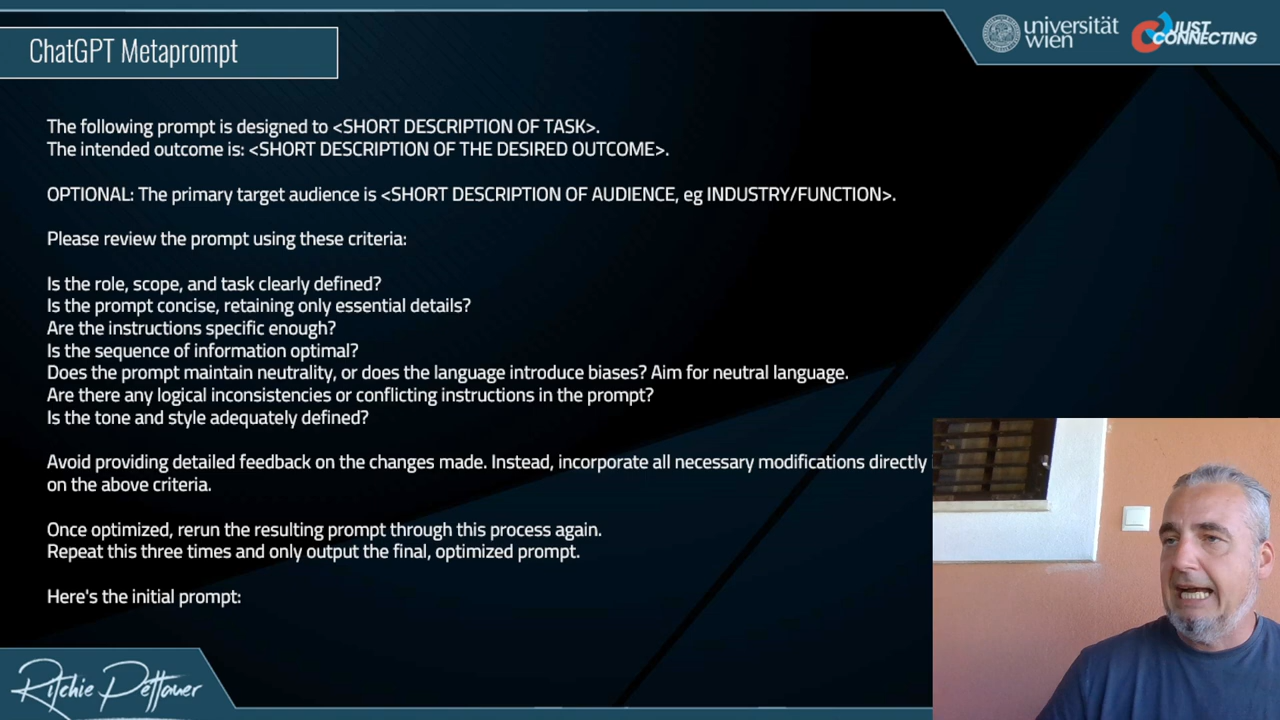 ChatGPT Metaprompt
universität
wien
JUST
CONNECTING
The following prompt is designed to <SHORT DESCRIPTION OF TASK>.
The intended outcome is: <SHORT DESCRIPTION OF THE DESIRED OUTCOME>.
OPTIONAL: The primary target audience is <SHORT DESCRIPTION OF AUDIENCE, eg INDUSTRY/FUNCTION>.
Please review the prompt using these criteria:
Is the role, scope, and task clearly defined?
Is the prompt concise, retaining only essential details?
Are the instructions specific enough?
Is the sequence of information optimal?
Does the prompt maintain neutrality, or does the language introduce biases? Aim for neutral language.
Are there any logical inconsistencies or conflicting instructions in the prompt?
Is the tone and style adequately defined?
Avoid providing detailed feedback on the changes made. Instead, incorporate all necessary modifications directly
on the above criteria.
Once optimized, rerun the resulting prompt through this process again.
Repeat this three times and only output the final, optimized prompt.
Here's the initial prompt:
Ritchie Pettauer